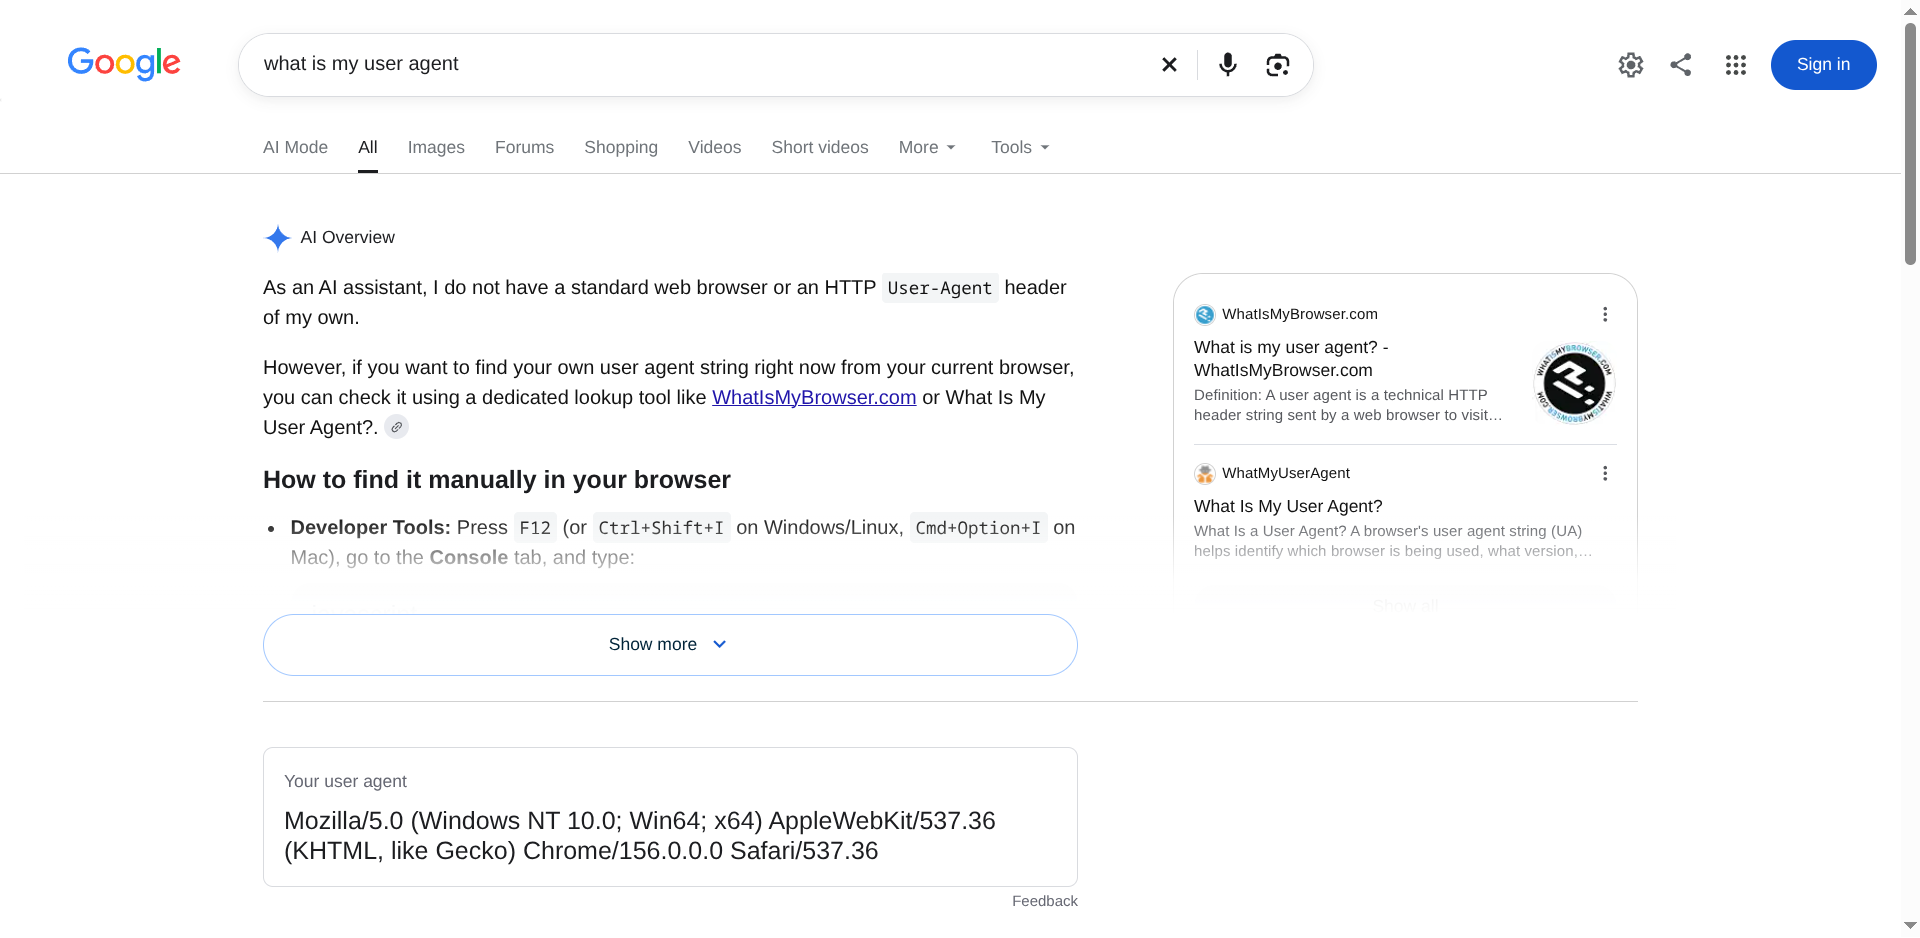 Google
what is my user agent
Sign in
AI Mode
All
Images
Forums
Shopping
Videos
Short videos
More
Tools
AI Overview
As an AI assistant, I do not have a standard web browser or an HTTP User-Agent header
of my own.
However, if you want to find your own user agent string right now from your current browser,
you can check it using a dedicated lookup tool like WhatIsMyBrowser.com or What Is My
User Agent?.
How to find it manually in your browser
• Developer Tools: Press F12 (or Ctrl+Shift+I on Windows/Linux, Cmd+Option+I on
Mac), go to the Console tab, and type:
Show more
WhatIsMyBrowser.com
What is my user agent? -
WhatIsMyBrowser.com
Definition: A user agent is a technical HTTP
header string sent by a web browser to visit…
WHATISMYBROWSER.COM
WHATISMYBROWSER.COM
WhatMyUserAgent
What Is My User Agent?
What Is a User Agent? A browser's user agent string (UA)
helps identify which browser is being used, what version,…
Show all
Your user agent
Mozilla/5.0 (Windows NT 10.0; Win64; x64) AppleWebKit/537.36
(KHTML, like Gecko) Chrome/156.0.0.0 Safari/537.36
Feedback